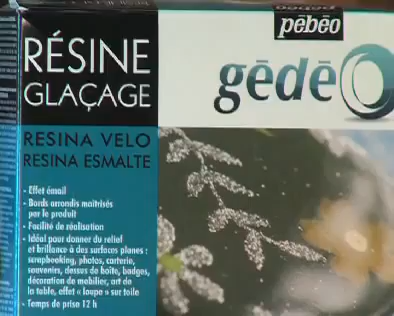 pébéo
RÉSINE
GLAÇAGE
gédéo
RESINA VELO
RESINA ESMALTE
- Effet émail
- Bords arrondis maîtrisés
par le produit
- Facilité de réalisation
- Idéal pour donner du relief
et brillance à des surfaces planes :
scrapbooking, photos, carterie,
souvenirs, dessus de boîte, badges,
décoration de mobilier, art de
la table, effet « loupe » sur toile
- Temps de prise 12 h